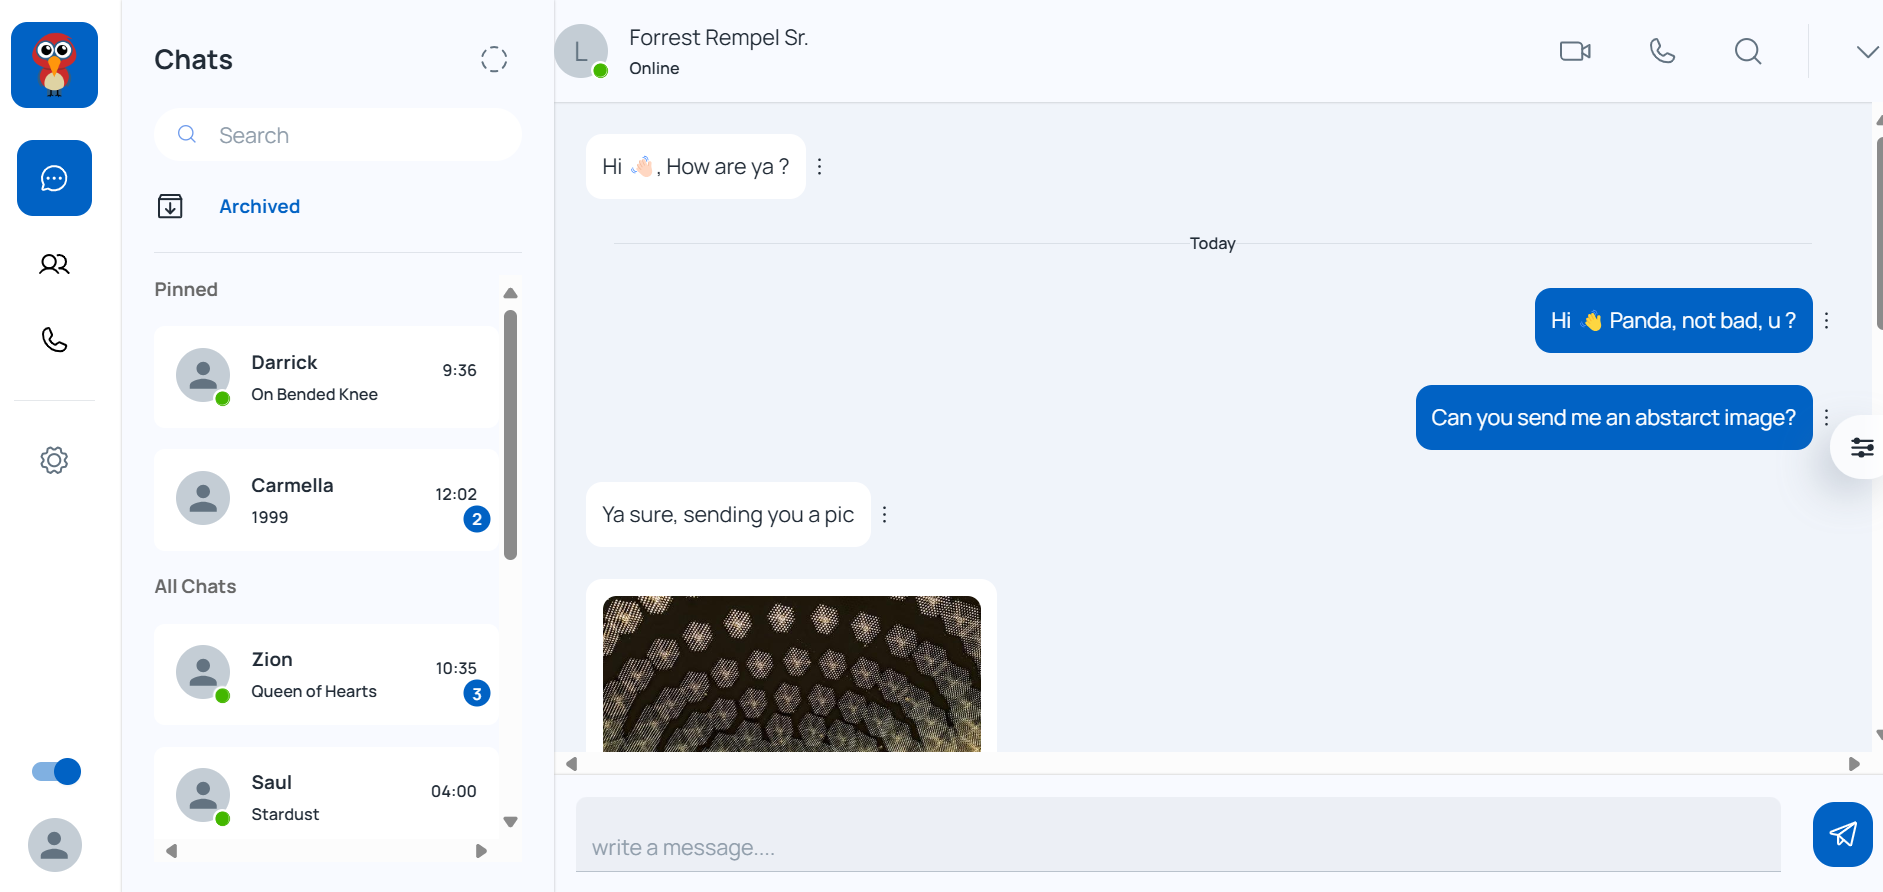 Chats
Search
Archived
Pinned
Darrick
9:36
On Bended Knee
Carmella
12:02
1999
2
All Chats
Zion
10:35
Queen of Hearts
3
Saul
04:00
Stardust
L
Forrest Rempel Sr.
Online
Hi 👋🏻, How are ya ?
Today
Hi 👋 Panda, not bad, u ?
Can you send me an abstarct image?
Ya sure, sending you a pic
write a message....